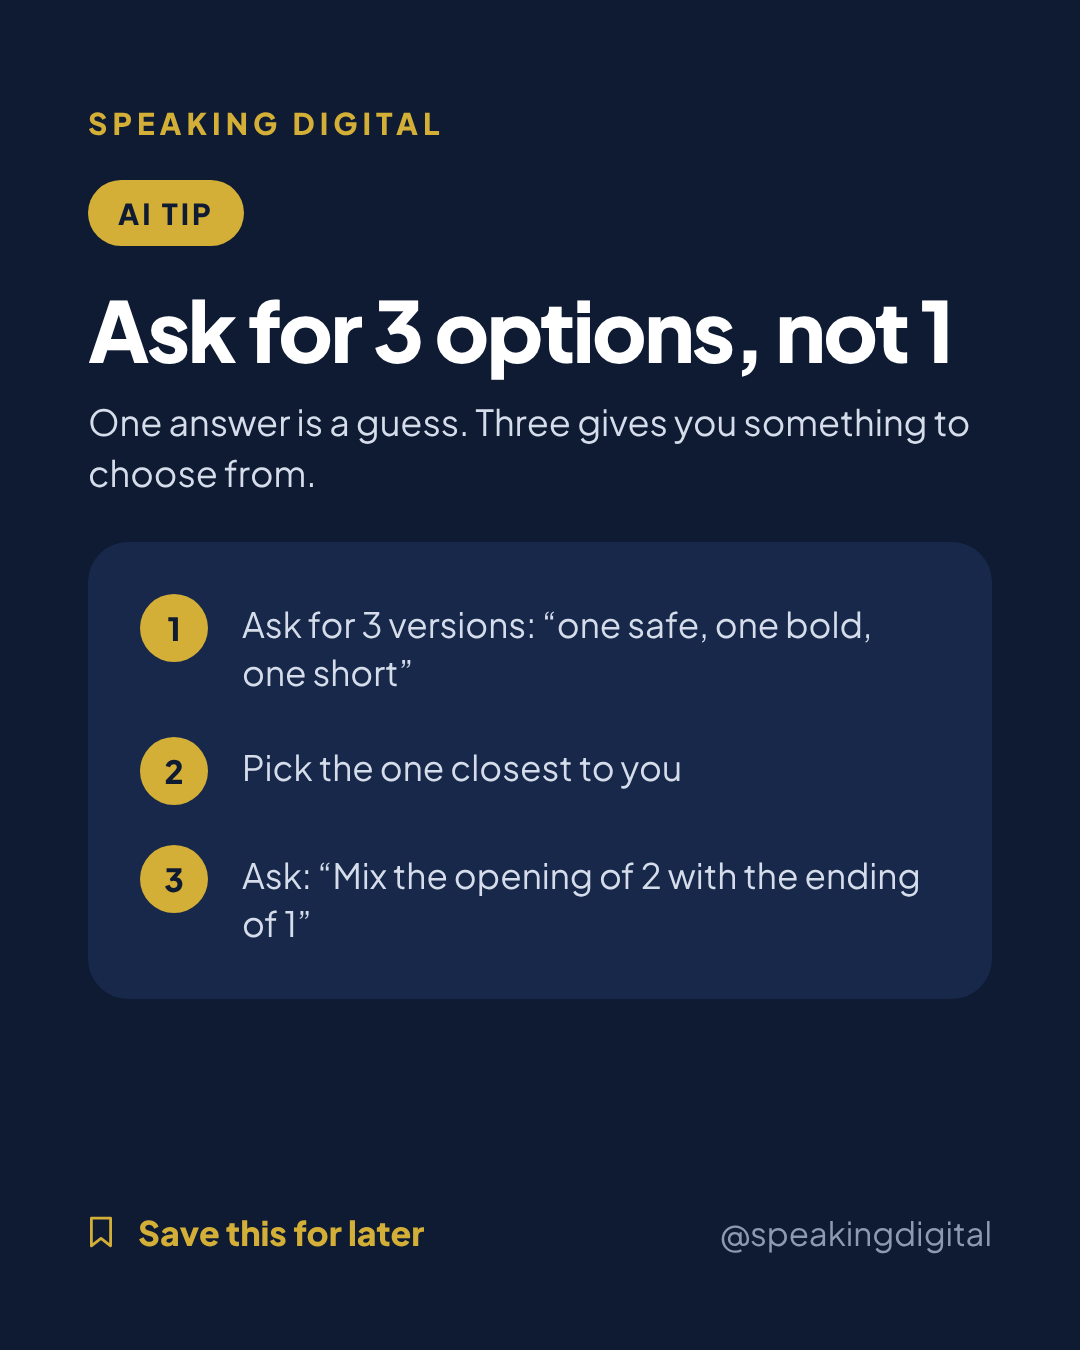 SPEAKING DIGITAL
AI TIP
Ask for 3 options, not 1
One answer is a guess. Three gives you something to
choose from.
1 Ask for 3 versions: “one safe, one bold,
one short”
2 Pick the one closest to you
3 Ask: “Mix the opening of 2 with the ending
of 1”
Save this for later
@speakingdigital